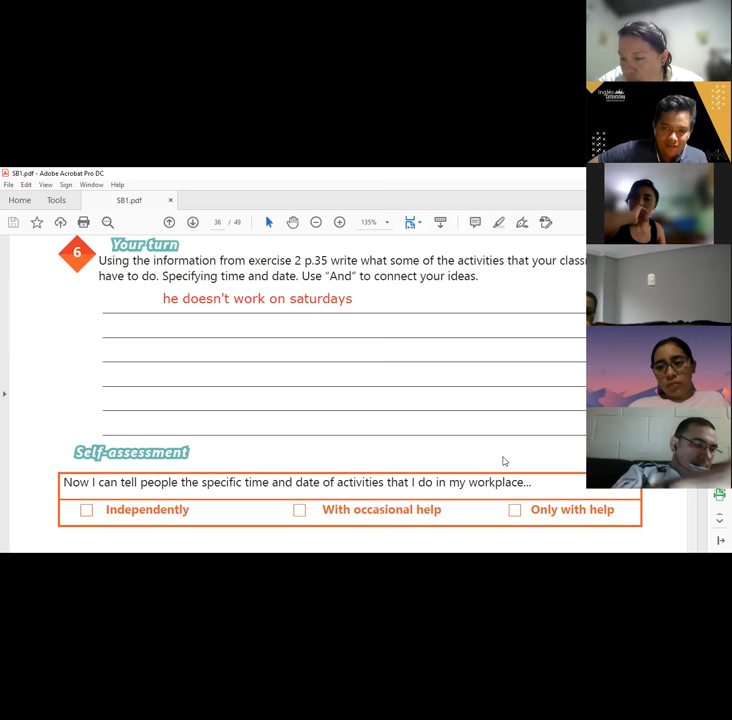 SB1.pdf - Adobe Acrobat Pro DC
File Edit View Sign Window Help
Home Tools SB1.pdf ×
36 / 49 135%
6 Your turn
Using the information from exercise 2 p.35 write what some of the activities that your classr
have to do. Specifying time and date. Use “And” to connect your ideas.
he doesn't work on saturdays
Self-assessment
Now I can tell people the specific time and date of activities that I do in my workplace...
Independently With occasional help Only with help